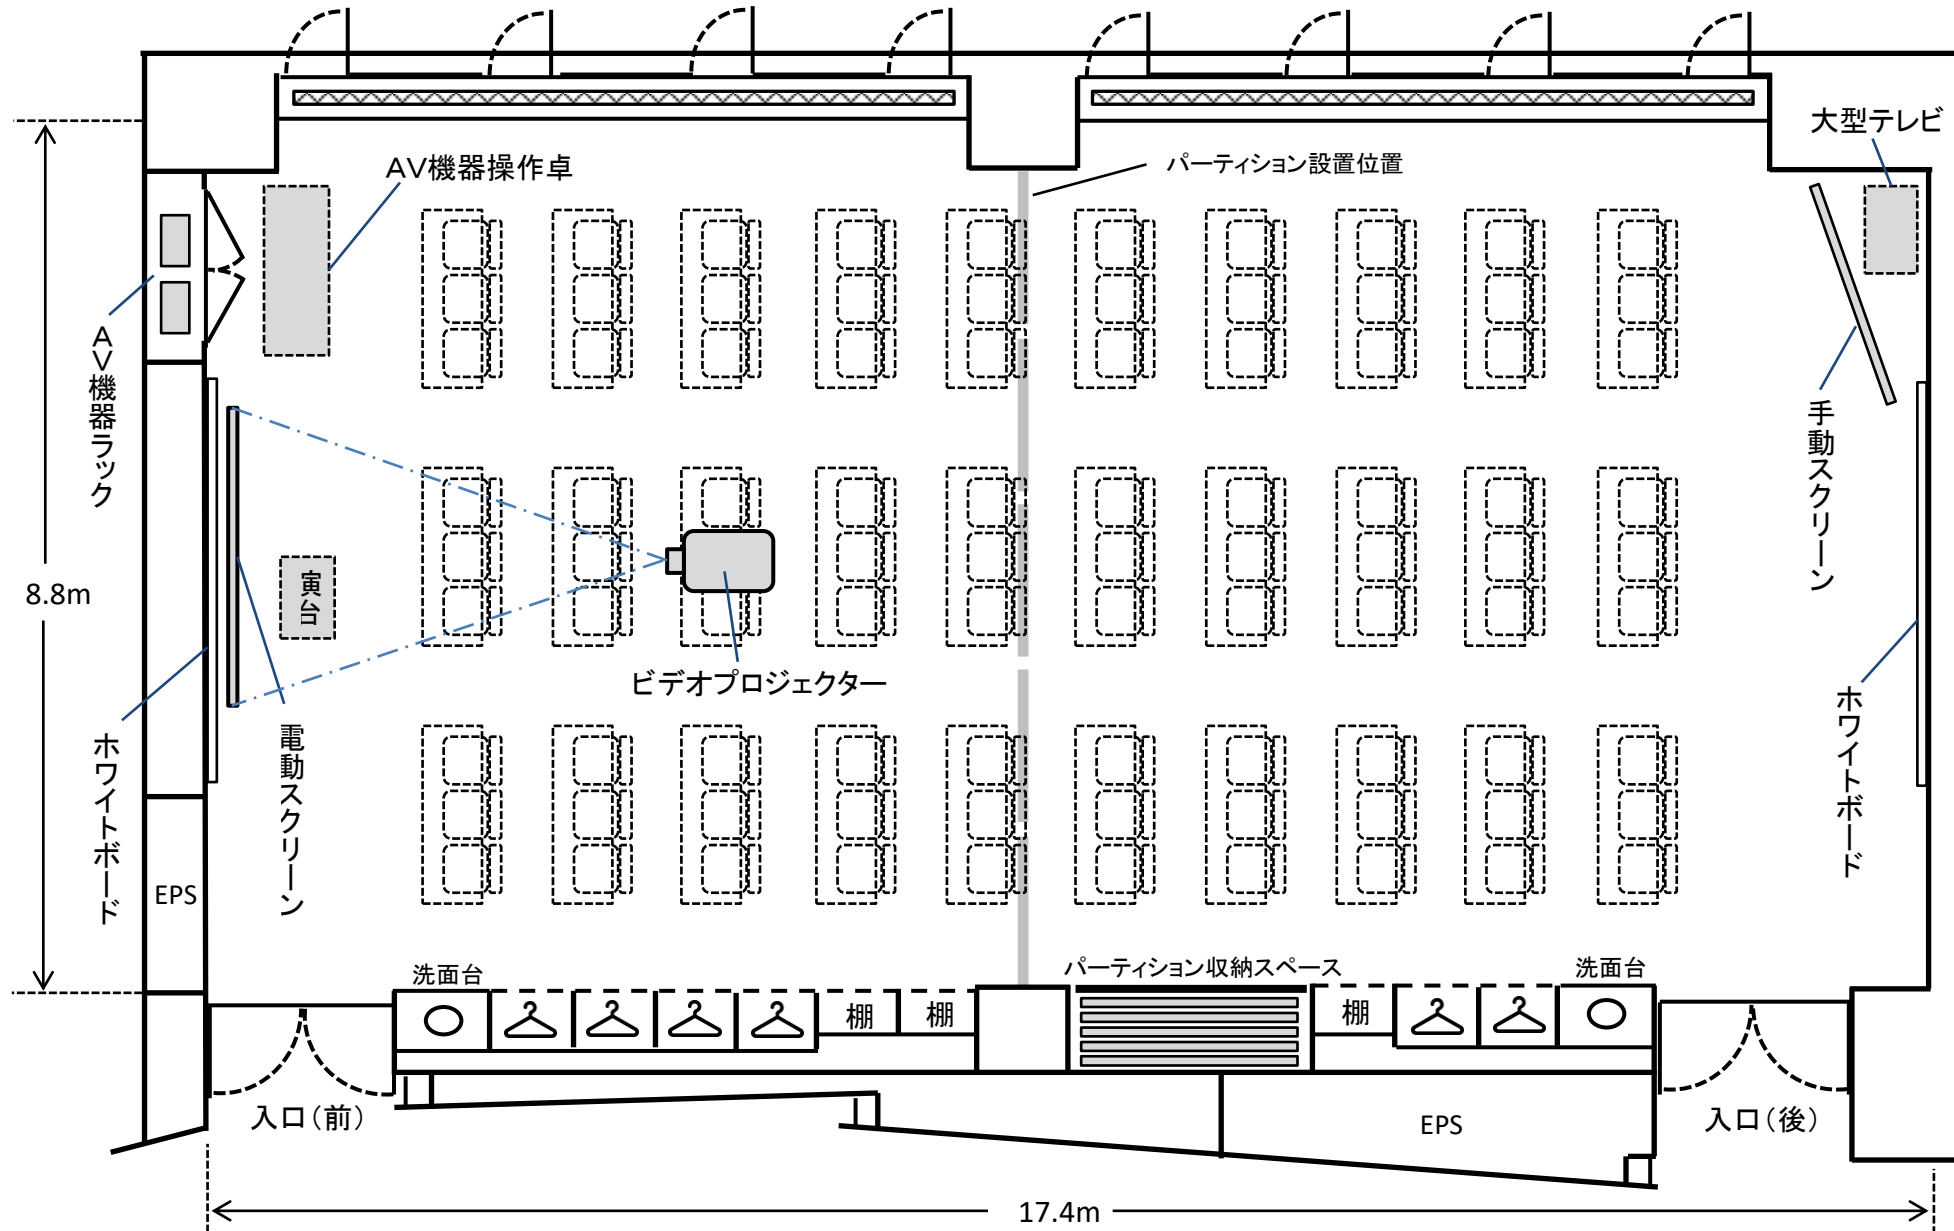 大型テレビ
AV機器操作卓
パーティション設置位置
AV機器ラック
手動スクリーン
8.8m
演台
ビデオプロジェクター
ホワイトボード
電動スクリーン
ホワイトボード
EPS
洗面台
パーティション収納スペース
洗面台
棚
棚
棚
入口（前）
EPS
入口（後）
17.4m